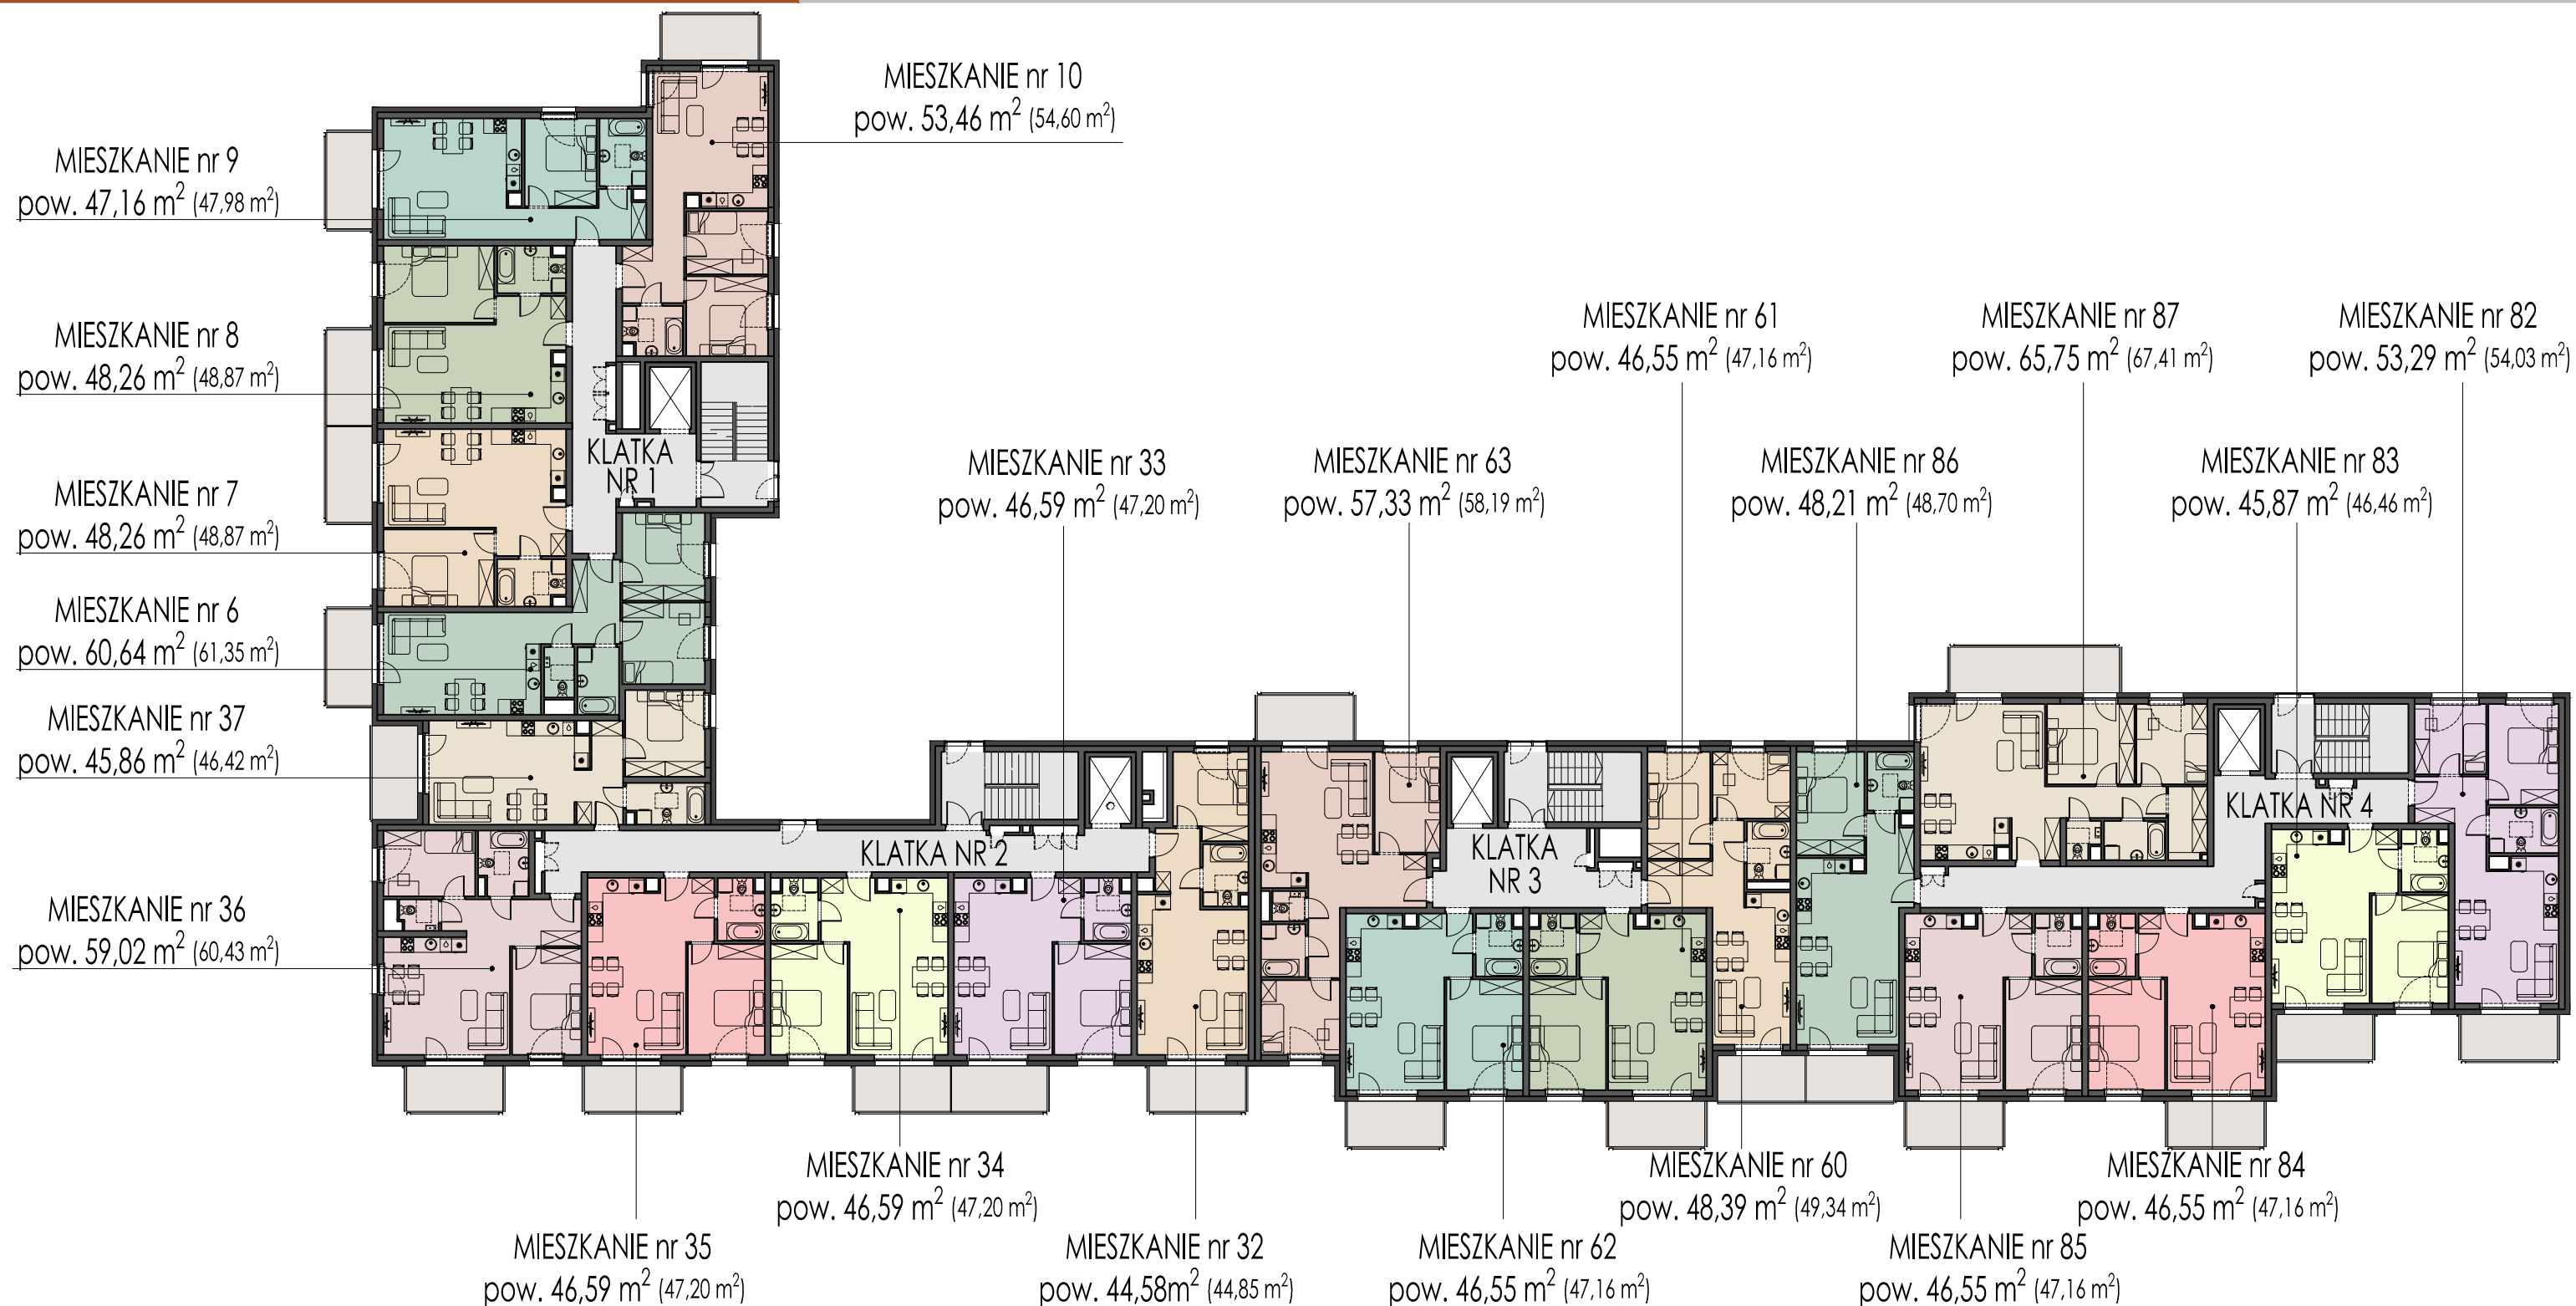 MIESZKANIE nr 10
pow. 53,46 m² (54,60 m²)
MIESZKANIE nr 9
pow. 47,16 m² (47,98 m²)
MIESZKANIE nr 8
pow. 48,26 m² (48,87 m²)
MIESZKANIE nr 7
pow. 48,26 m² (48,87 m²)
MIESZKANIE nr 6
pow. 60,64 m² (61,35 m²)
MIESZKANIE nr 37
pow. 45,86 m² (46,42 m²)
MIESZKANIE nr 36
pow. 59,02 m² (60,43 m²)
KLATKA
NR 1
MIESZKANIE nr 33
pow. 46,59 m² (47,20 m²)
MIESZKANIE nr 63
pow. 57,33 m² (58,19 m²)
MIESZKANIE nr 61
pow. 46,55 m² (47,16 m²)
MIESZKANIE nr 86
pow. 48,21 m² (48,70 m²)
MIESZKANIE nr 87
pow. 65,75 m² (67,41 m²)
MIESZKANIE nr 83
pow. 45,87 m² (46,46 m²)
MIESZKANIE nr 82
pow. 53,29 m² (54,03 m²)
KLATKA NR 2
KLATKA
NR 3
KLATKA NR 4
MIESZKANIE nr 35
pow. 46,59 m² (47,20 m²)
MIESZKANIE nr 34
pow. 46,59 m² (47,20 m²)
MIESZKANIE nr 32
pow. 44,58m² (44,85 m²)
MIESZKANIE nr 62
pow. 46,55 m² (47,16 m²)
MIESZKANIE nr 60
pow. 48,39 m² (49,34 m²)
MIESZKANIE nr 85
pow. 46,55 m² (47,16 m²)
MIESZKANIE nr 84
pow. 46,55 m² (47,16 m²)